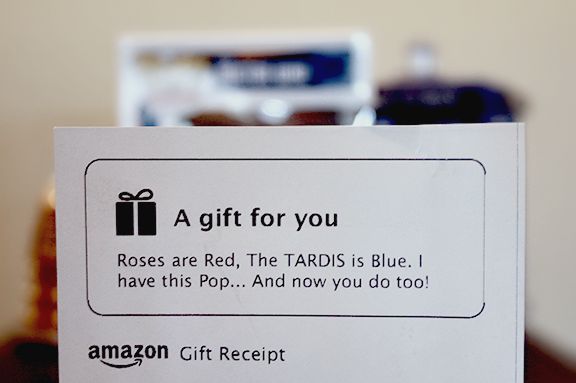 A gift for you
Roses are Red, The TARDIS is Blue. I
have this Pop... And now you do too!
amazon Gift Receipt